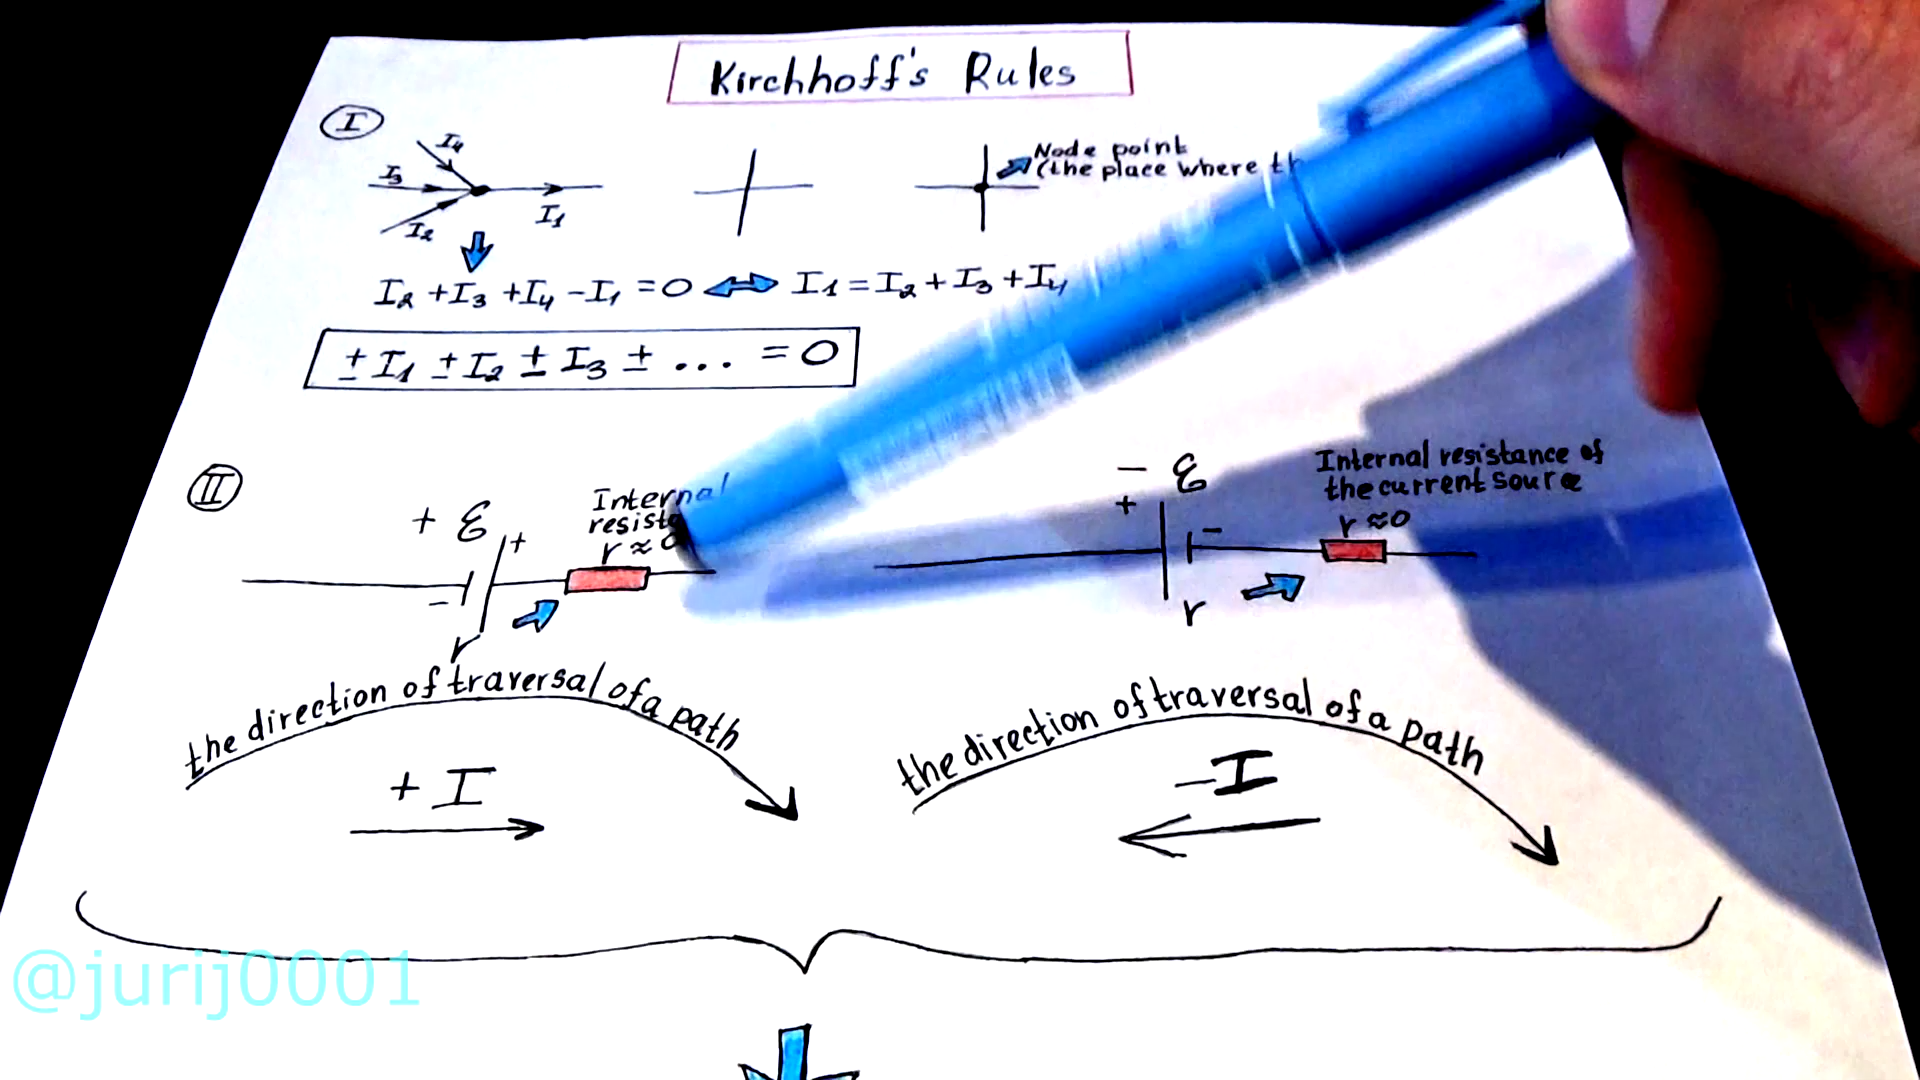 Kirchhoff's Rules
I
I4
I3
I2
I1
Node point
(the place where
I2 + I3 + I4 - I1 = 0 ⇔ I1 = I2 + I3 + I4
± I1 ± I2 ± I3 ± ... = 0
II
+ ℰ
+
-
r
Internal
r ≈ 0
- ℰ
+
-
r
Internal resistance of
the current source
r ≈ 0
the direction of traversal of a path
+ I
the direction of traversal of a path
- I
@jurij0001